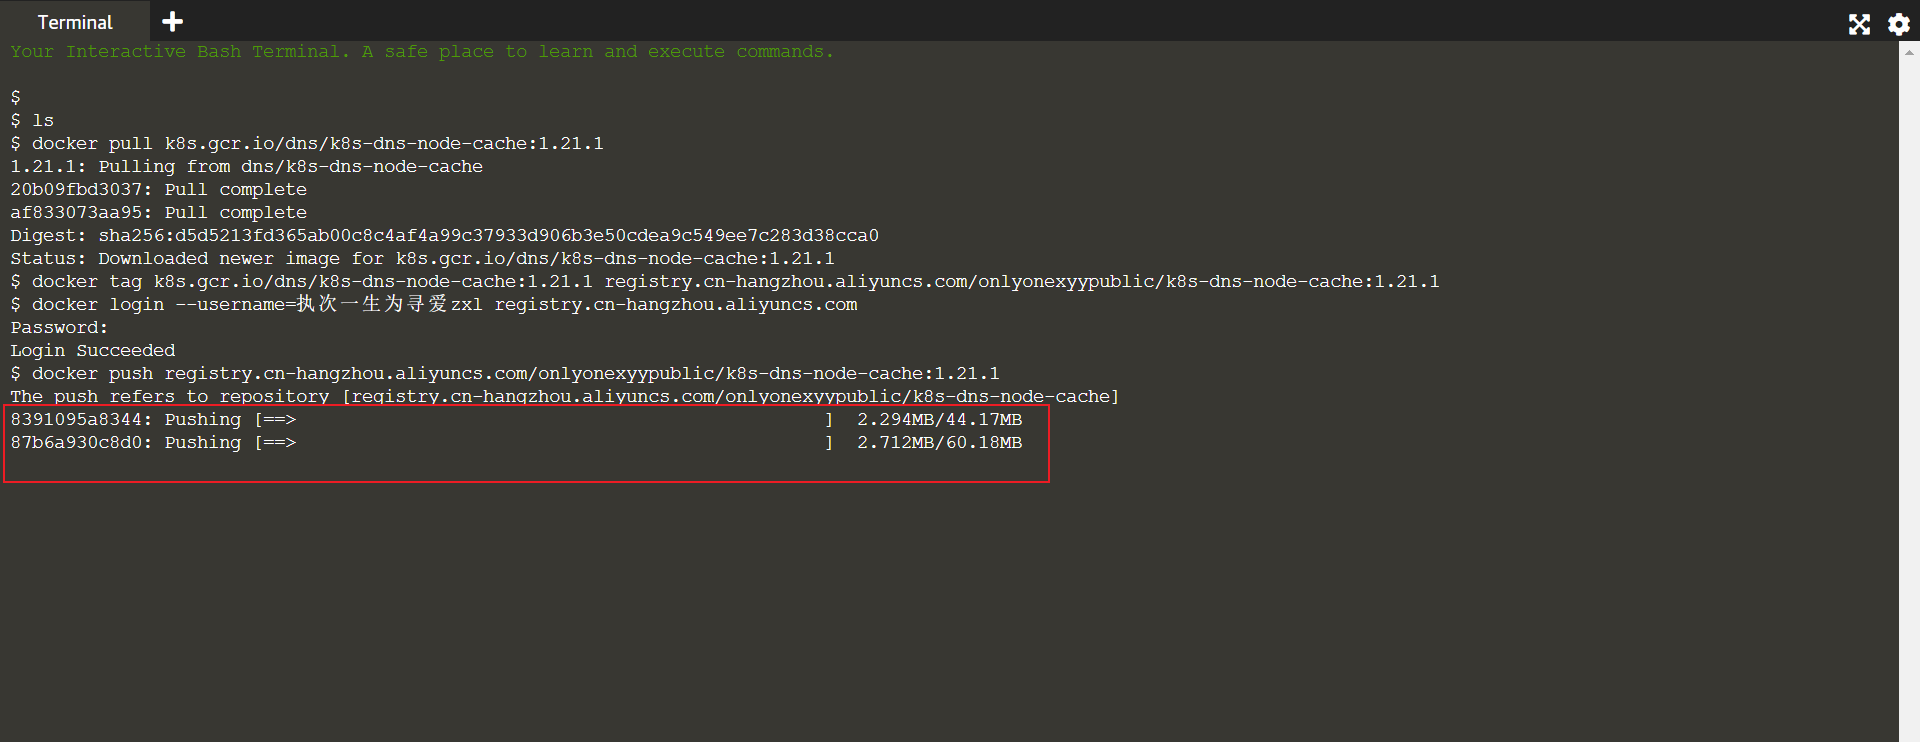 Terminal
Your Interactive Bash Terminal. A safe place to learn and execute commands.
$
$ ls
$ docker pull k8s.gcr.io/dns/k8s-dns-node-cache:1.21.1
1.21.1: Pulling from dns/k8s-dns-node-cache
20b09fbd3037: Pull complete
af833073aa95: Pull complete
Digest: sha256:d5d5213fd365ab00c8c4af4a99c37933d906b3e50cdea9c549ee7c283d38cca0
Status: Downloaded newer image for k8s.gcr.io/dns/k8s-dns-node-cache:1.21.1
$ docker tag k8s.gcr.io/dns/k8s-dns-node-cache:1.21.1 registry.cn-hangzhou.aliyuncs.com/onlyonexyypublic/k8s-dns-node-cache:1.21.1
$ docker login --username=执次一生为寻爱zxl registry.cn-hangzhou.aliyuncs.com
Password:
Login Succeeded
$ docker push registry.cn-hangzhou.aliyuncs.com/onlyonexyypublic/k8s-dns-node-cache:1.21.1
The push refers to repository [registry.cn-hangzhou.aliyuncs.com/onlyonexyypublic/k8s-dns-node-cache]
8391095a8344: Pushing [==> ] 2.294MB/44.17MB
87b6a930c8d0: Pushing [==> ] 2.712MB/60.18MB